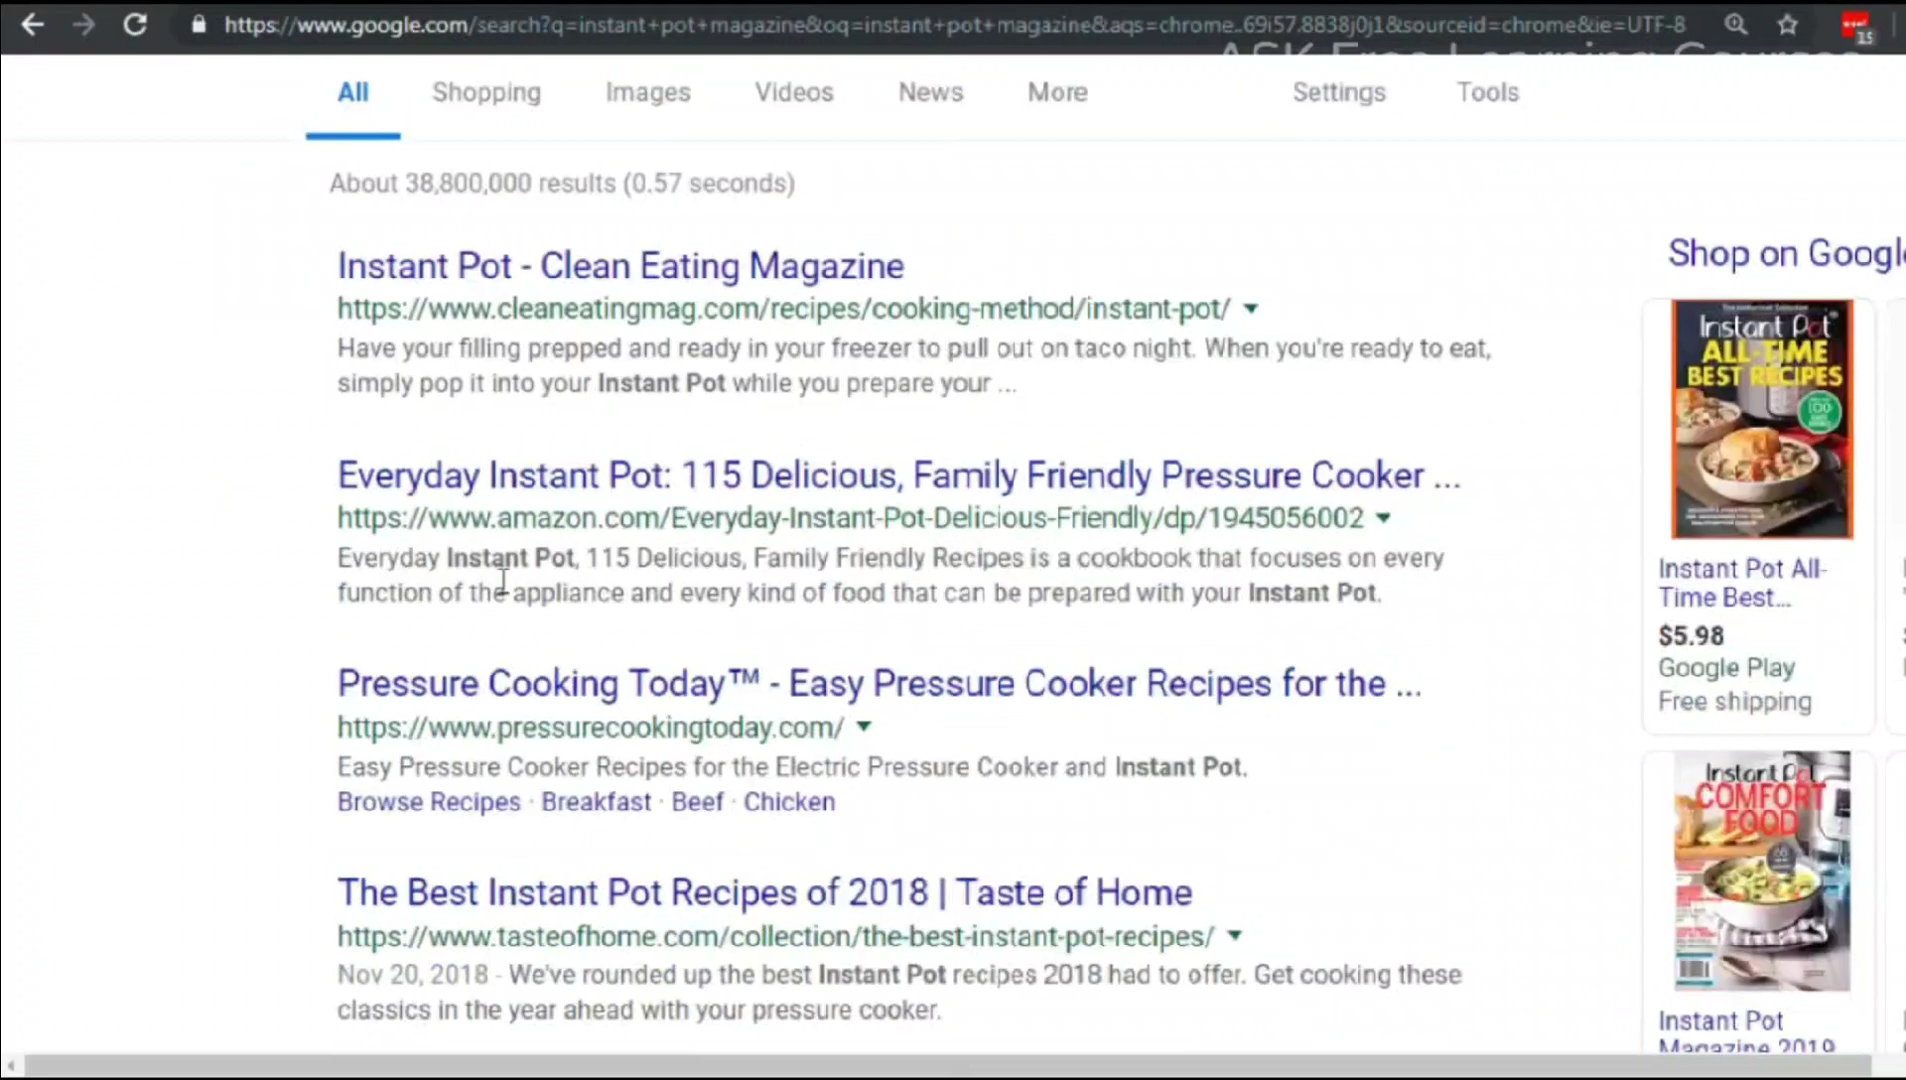 https://www.google.com/search?q=instant+pot+magazine&oq=instant+pot+magazine&aqs=chrome..69i57.8838j0j1&sourceid=chrome&ie=UTF-8
15
ASK Free Learning Courses
All Shopping Images Videos News More Settings Tools
About 38,800,000 results (0.57 seconds)
Instant Pot - Clean Eating Magazine
https://www.cleaneatingmag.com/recipes/cooking-method/instant-pot/
Have your filling prepped and ready in your freezer to pull out on taco night. When you're ready to eat,
simply pop it into your Instant Pot while you prepare your ...
Everyday Instant Pot: 115 Delicious, Family Friendly Pressure Cooker ...
https://www.amazon.com/Everyday-Instant-Pot-Delicious-Friendly/dp/1945056002
Everyday Instant Pot, 115 Delicious, Family Friendly Recipes is a cookbook that focuses on every
function of the appliance and every kind of food that can be prepared with your Instant Pot.
Pressure Cooking Today™ - Easy Pressure Cooker Recipes for the ...
https://www.pressurecookingtoday.com/
Easy Pressure Cooker Recipes for the Electric Pressure Cooker and Instant Pot.
Browse Recipes · Breakfast · Beef · Chicken
The Best Instant Pot Recipes of 2018 | Taste of Home
https://www.tasteofhome.com/collection/the-best-instant-pot-recipes/
Nov 20, 2018 - We've rounded up the best Instant Pot recipes 2018 had to offer. Get cooking these
classics in the year ahead with your pressure cooker.
Shop on Googl
Instant Pot
ALL-TIME
BEST RECIPES
100
Instant Pot All-
Time Best...
$5.98
Google Play
Free shipping
Instant Pot
COMFORT
FOOD
Instant Pot
Magazine 2019